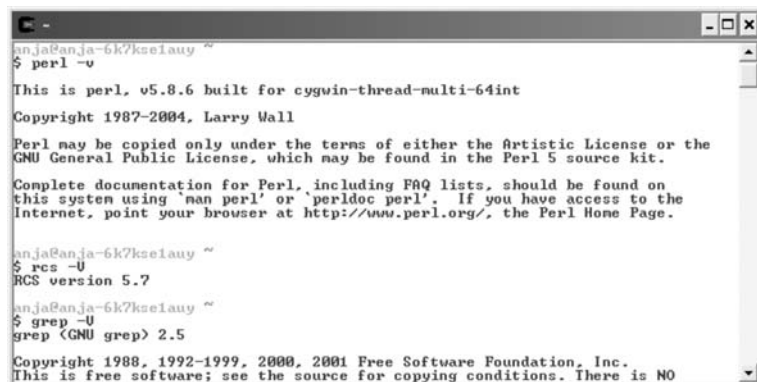 anja@anja-6k7kse1auy ~
$ perl -v
This is perl, v5.8.6 built for cygwin-thread-multi-64int
Copyright 1987-2004, Larry Wall
Perl may be copied only under the terms of either the Artistic License or the
GNU General Public License, which may be found in the Perl 5 source kit.
Complete documentation for Perl, including FAQ lists, should be found on
this system using `man perl' or `perldoc perl'.  If you have access to the
Internet, point your browser at http://www.perl.org/, the Perl Home Page.
anja@anja-6k7kse1auy ~
$ rcs -V
RCS version 5.7
anja@anja-6k7kse1auy ~
$ grep -V
grep (GNU grep) 2.5
Copyright 1988, 1992-1999, 2000, 2001 Free Software Foundation, Inc.
This is free software; see the source for copying conditions. There is NO